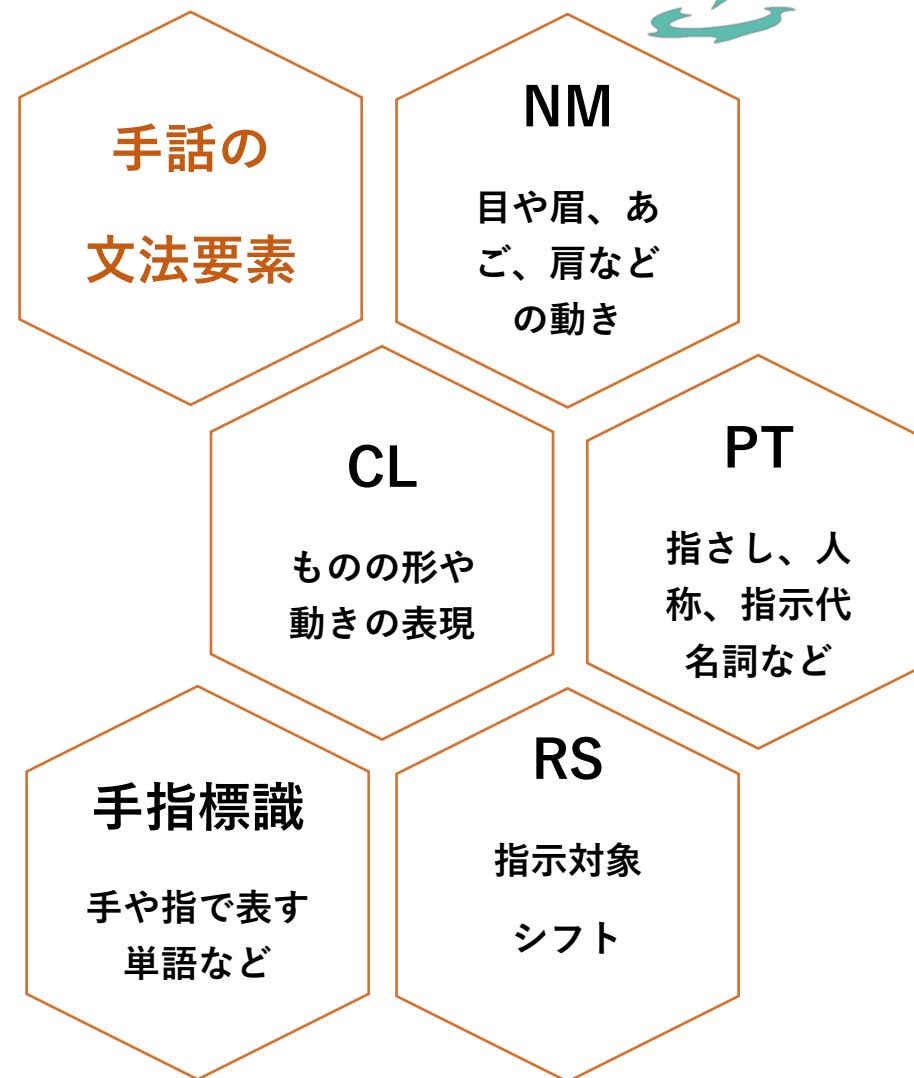 手話の
文法要素
NM
目や眉、あ
ご、肩など
の動き
CL
ものの形や
動きの表現
PT
指さし、人
称、指示代
名詞など
手指標識
手や指で表す
単語など
RS
指示対象
シフト